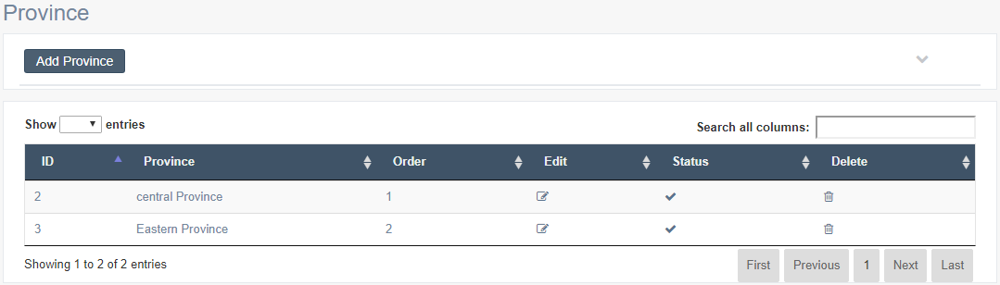 Province
Add Province
Show entries
Search all columns:
ID Province Order Edit Status Delete
2 central Province 1
3 Eastern Province 2
Showing 1 to 2 of 2 entries
First Previous 1 Next Last